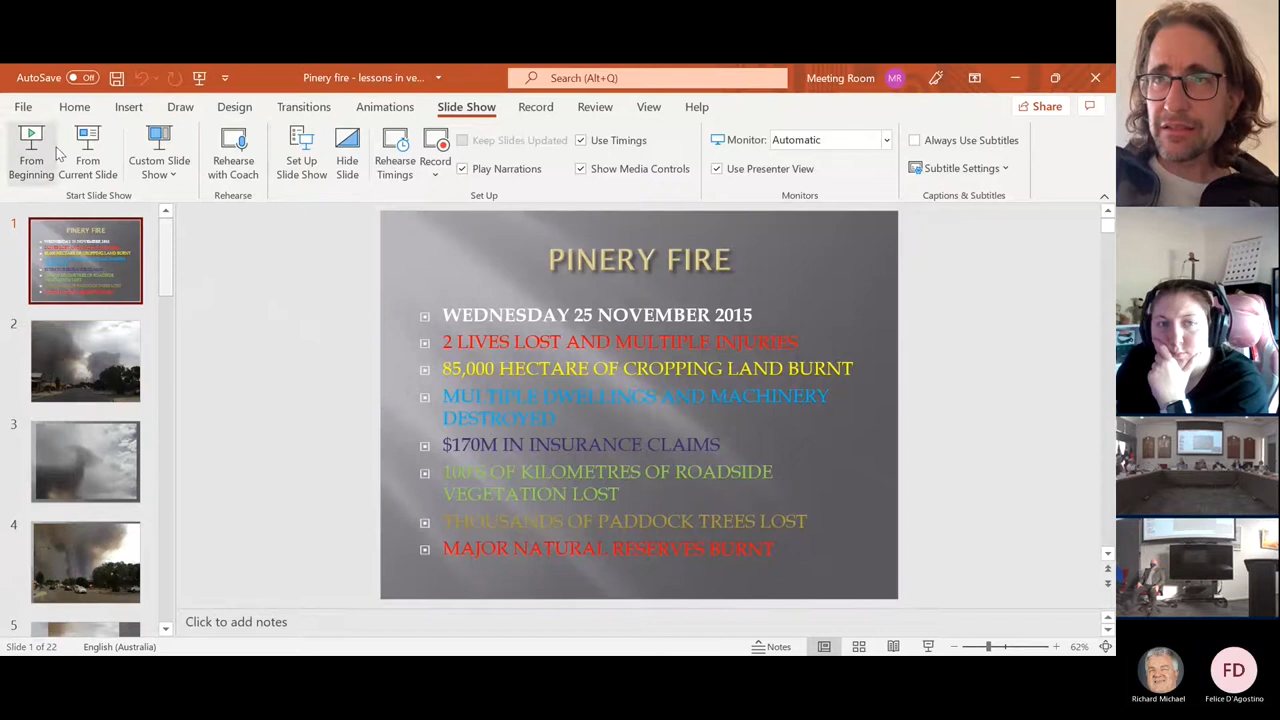 AutoSave Off
Pinery fire - lessons in ve...
Search (Alt+Q)
Meeting Room MR
File Home Insert Draw Design Transitions Animations Slide Show Record Review View Help
Share
From Beginning
From Current Slide
Custom Slide Show
Rehearse with Coach
Set Up Slide Show
Hide Slide
Rehearse Timings
Record
Keep Slides Updated
Use Timings
Play Narrations
Show Media Controls
Monitor: Automatic
Use Presenter View
Always Use Subtitles
Subtitle Settings
Start Slide Show
Rehearse
Set Up
Monitors
Captions & Subtitles
1
PINERY FIRE
2
3
4
5
PINERY FIRE
WEDNESDAY 25 NOVEMBER 2015
2 LIVES LOST AND MULTIPLE INJURIES
85,000 HECTARE OF CROPPING LAND BURNT
MULTIPLE DWELLINGS AND MACHINERY
DESTROYED
$170M IN INSURANCE CLAIMS
100'S OF KILOMETRES OF ROADSIDE
VEGETATION LOST
THOUSANDS OF PADDOCK TREES LOST
MAJOR NATURAL RESERVES BURNT
Click to add notes
Slide 1 of 22
English (Australia)
Notes
62%
FD
Richard Michael
Felice D'Agostino